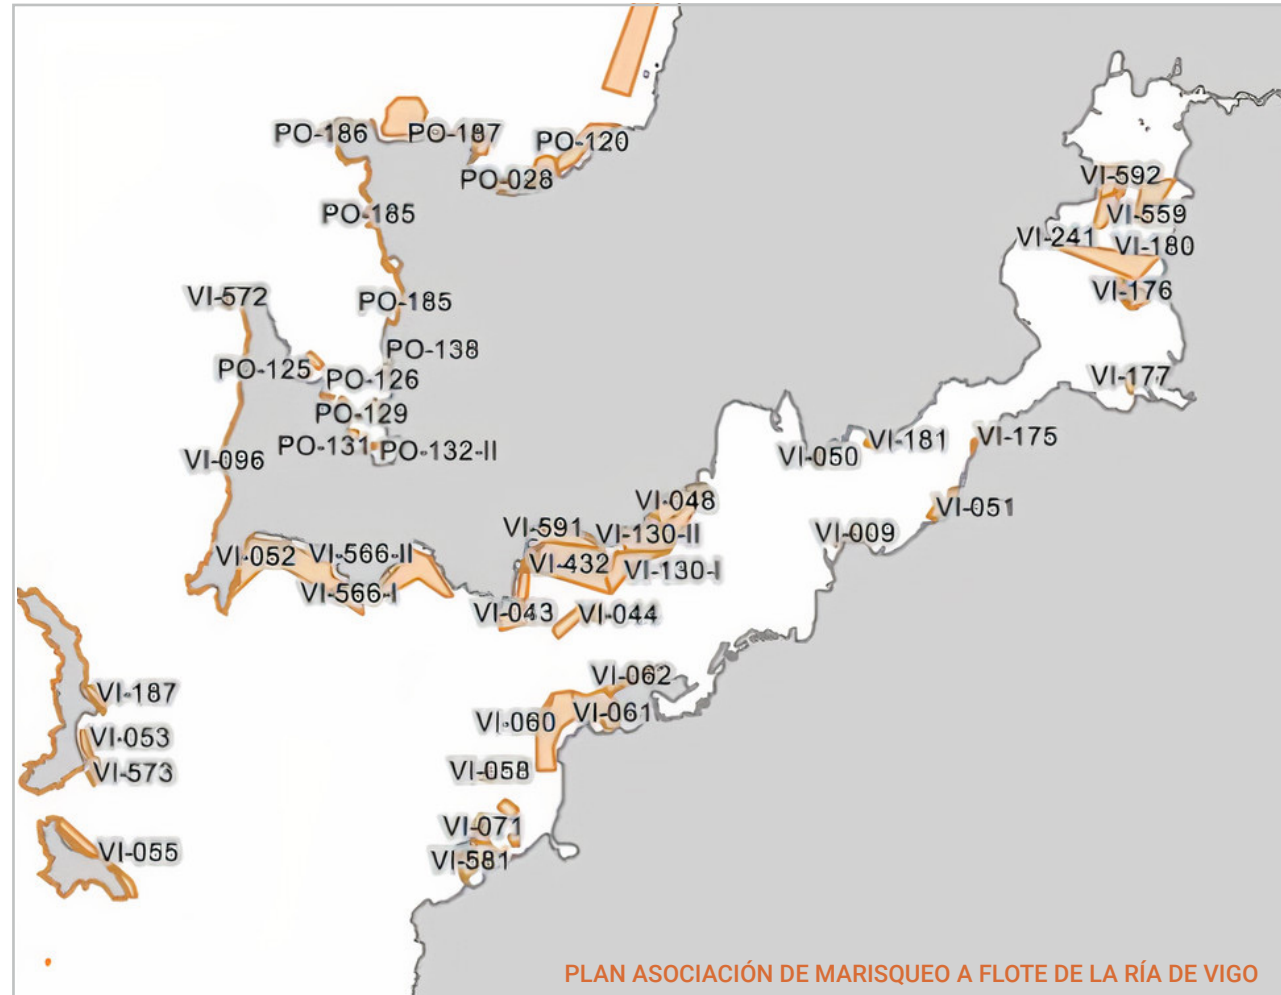 PO-186
PO-187
PO-120
PO-028
VI-592
PO-185
VI-559
VI-241
VI-180
VI-572
VI-176
PO-185
PO-138
PO-125
PO-126
VI-177
PO-129
PO-131
PO-132-II
VI-181
VI-175
VI-050
VI-096
VI-048
VI-051
VI-591
VI-130-II
VI-009
VI-052
VI-566-II
VI-432
VI-130-I
VI-566-I
VI-043
VI-044
VI-062
VI-187
VI-061
VI-060
VI-053
VI-573
VI-058
VI-071
VI-055
VI-581
PLAN ASOCIACIÓN DE MARISQUEO A FLOTE DE LA RÍA DE VIGO